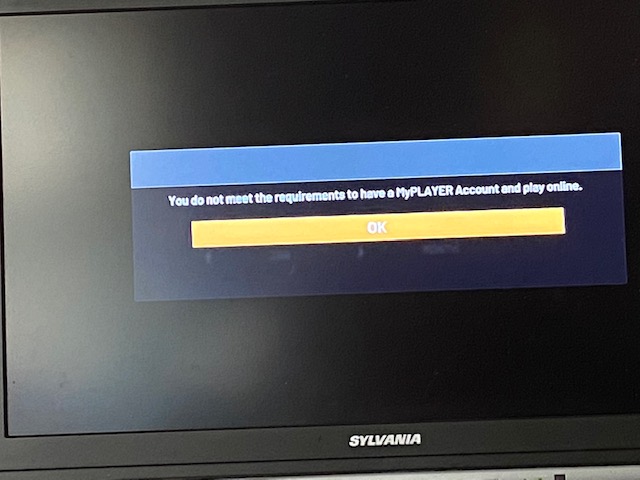 You do not meet the requirements to have a MyPLAYER Account and play online.
OK
SYLVANIA